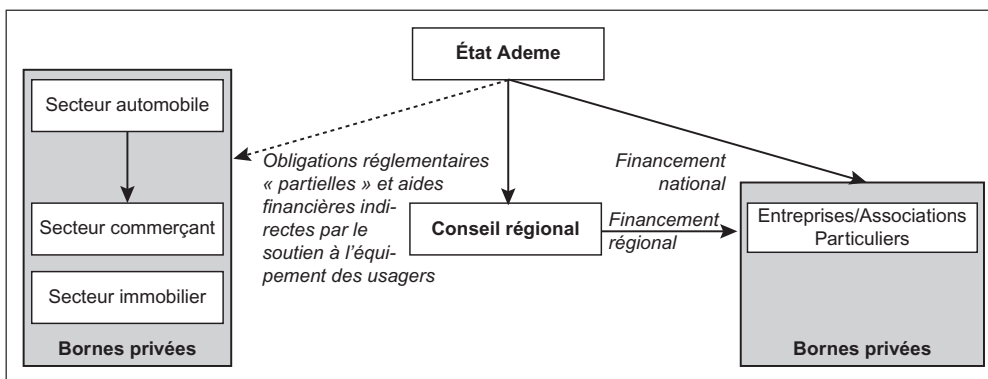 État Ademe
Secteur automobile
Secteur commerçant
Secteur immobilier
Bornes privées
Obligations réglementaires
« partielles » et aides
financières indi-
rectes par le
soutien à l'équi-
pement des usagers
Conseil régional
Financement
national
Financement
régional
Entreprises/Associations
Particuliers
Bornes privées